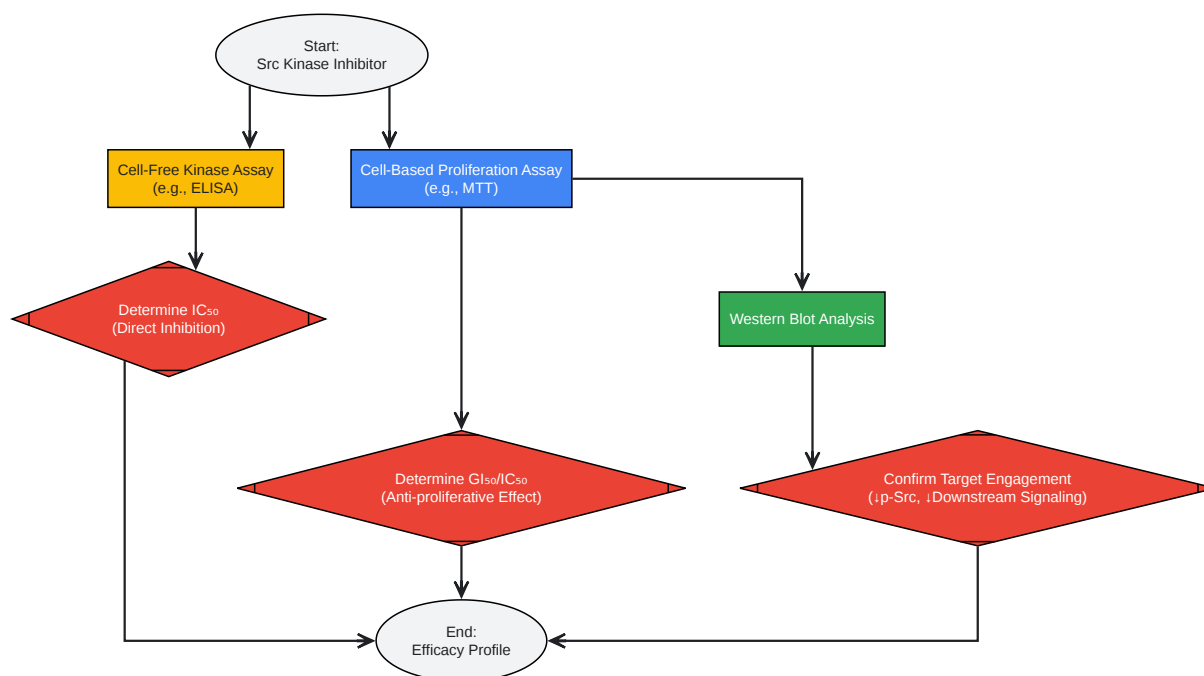 Start:
Src Kinase Inhibitor
Cell-Free Kinase Assay
(e.g., ELISA)
Cell-Based Proliferation Assay
(e.g., MTT)
Determine IC₅₀
(Direct Inhibition)
Western Blot Analysis
Determine GI₅₀/IC₅₀
(Anti-proliferative Effect)
Confirm Target Engagement
(↓p-Src, ↓Downstream Signaling)
End:
Efficacy Profile